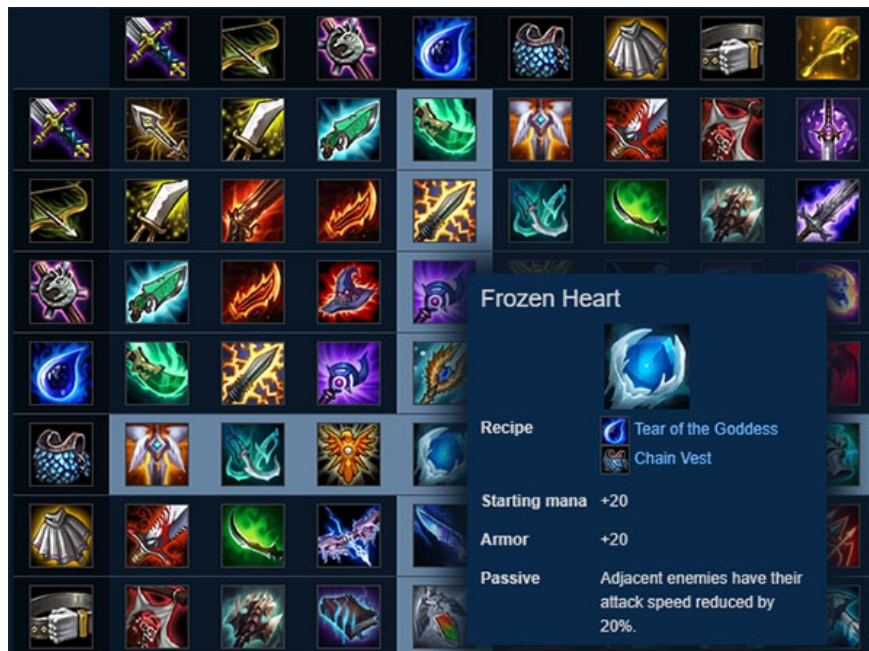 Frozen Heart
Recipe Tear of the Goddess
Chain Vest
Starting mana +20
Armor +20
Passive Adjacent enemies have their
attack speed reduced by
20%.